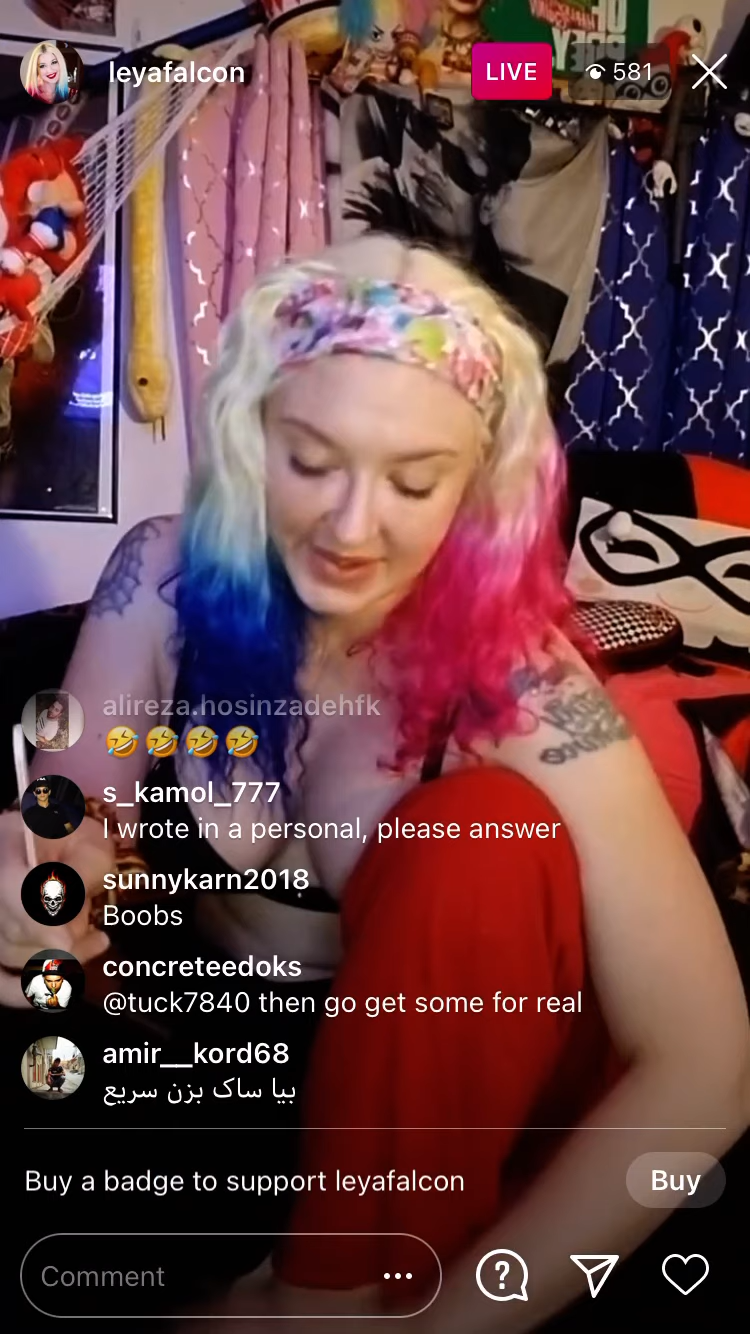 leyafalcon
LIVE
581
alireza.hosinzadehfk
🤣🤣🤣🤣
s_kamol_777
I wrote in a personal, please answer
sunnykarn2018
Boobs
concreteedoks
@tuck7840 then go get some for real
amir__kord68
بیا ساک بزن سریع
Buy a badge to support leyafalcon
Buy
Comment